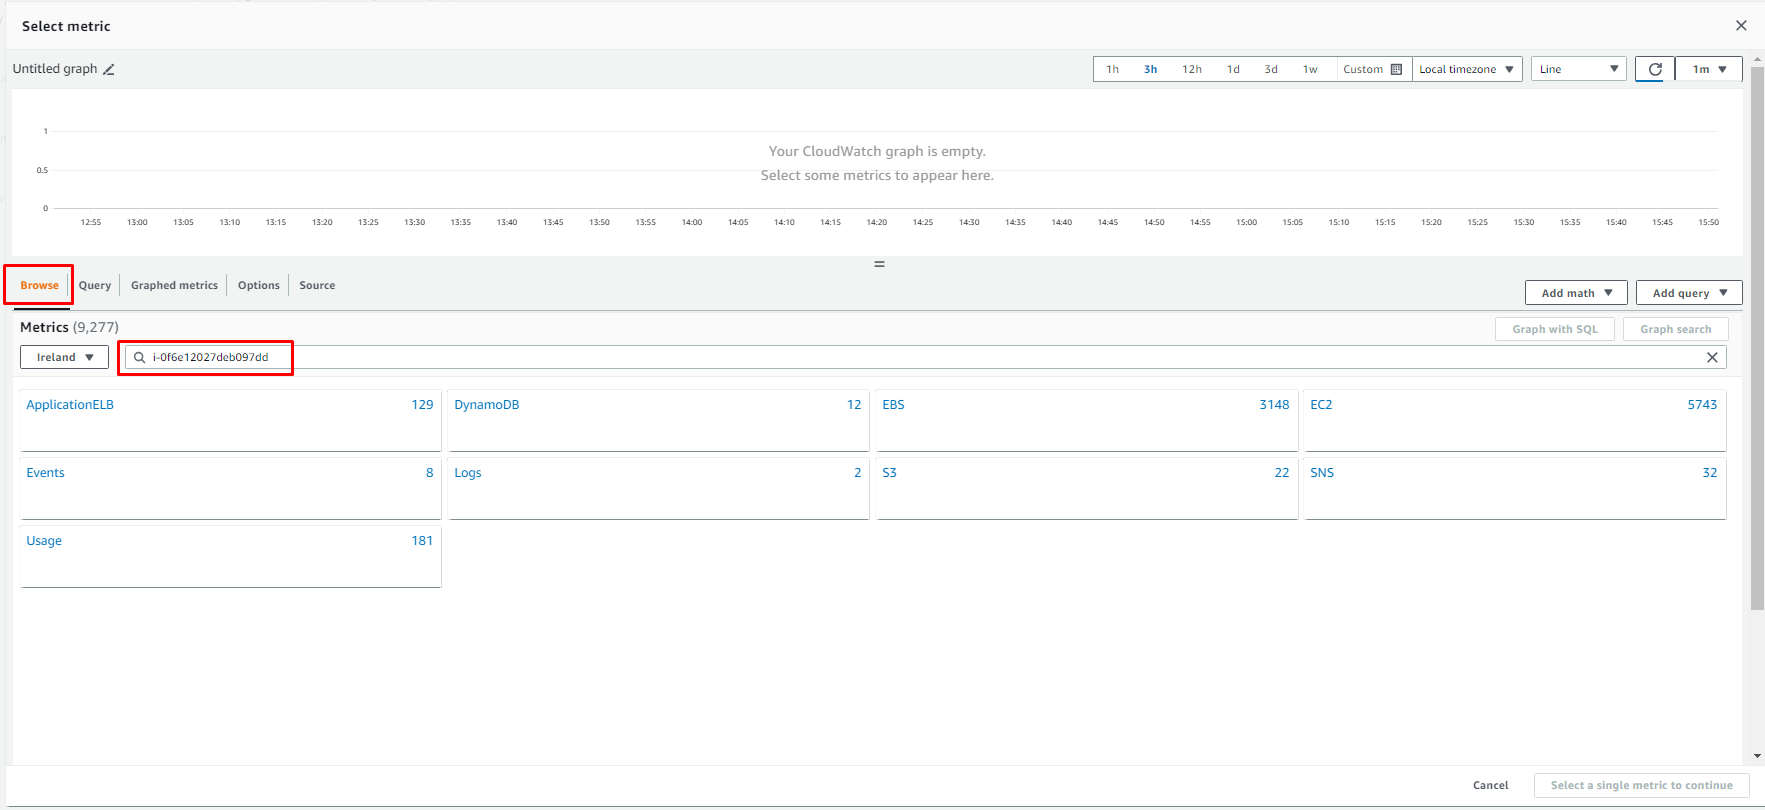 Select metric
Untitled graph
1h 3h 12h 1d 3d 1w Custom Local timezone Line 1m
1
0.5
0
Your CloudWatch graph is empty.
Select some metrics to appear here.
12:55 13:00 13:05 13:10 13:15 13:20 13:25 13:30 13:35 13:40 13:45 13:50 13:55 14:00 14:05 14:10 14:15 14:20 14:25 14:30 14:35 14:40 14:45 14:50 14:55 15:00 15:05 15:10 15:15 15:20 15:25 15:30 15:35 15:40 15:45 15:50
Browse Query Graphed metrics Options Source
Add math Add query
Metrics (9,277)
Graph with SQL Graph search
Ireland i-0f6e12027deb097dd
ApplicationELB 129 DynamoDB 12 EBS 3148 EC2 5743
Events 8 Logs 2 S3 22 SNS 32
Usage 181
Cancel Select a single metric to continue